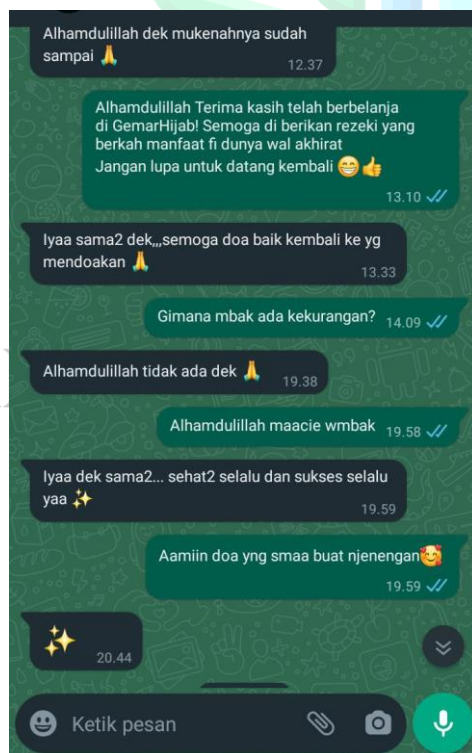 Alhamdulillah dek mukenahnya sudah
sampai 🙏
12.37
Alhamdulillah Terima kasih telah berbelanja
di GemarHijab! Semoga di berikan rezeki yang
berkah manfaat fi dunya wal akhirat
Jangan lupa untuk datang kembali 😁👍
13.10
Iyaa sama2 dek,,,semoga doa baik kembali ke yg
mendoakan 🙏
13.33
Gimana mbak ada kekurangan? 14.09
Alhamdulillah tidak ada dek 🙏 19.38
Alhamdulillah maacie wmbak 19.58
Iyaa dek sama2... sehat2 selalu dan sukses selalu
yaa ✨
19.59
Aamiin doa yng smaa buat njenengan🥰
19.59
✨ 20.44
Ketik pesan